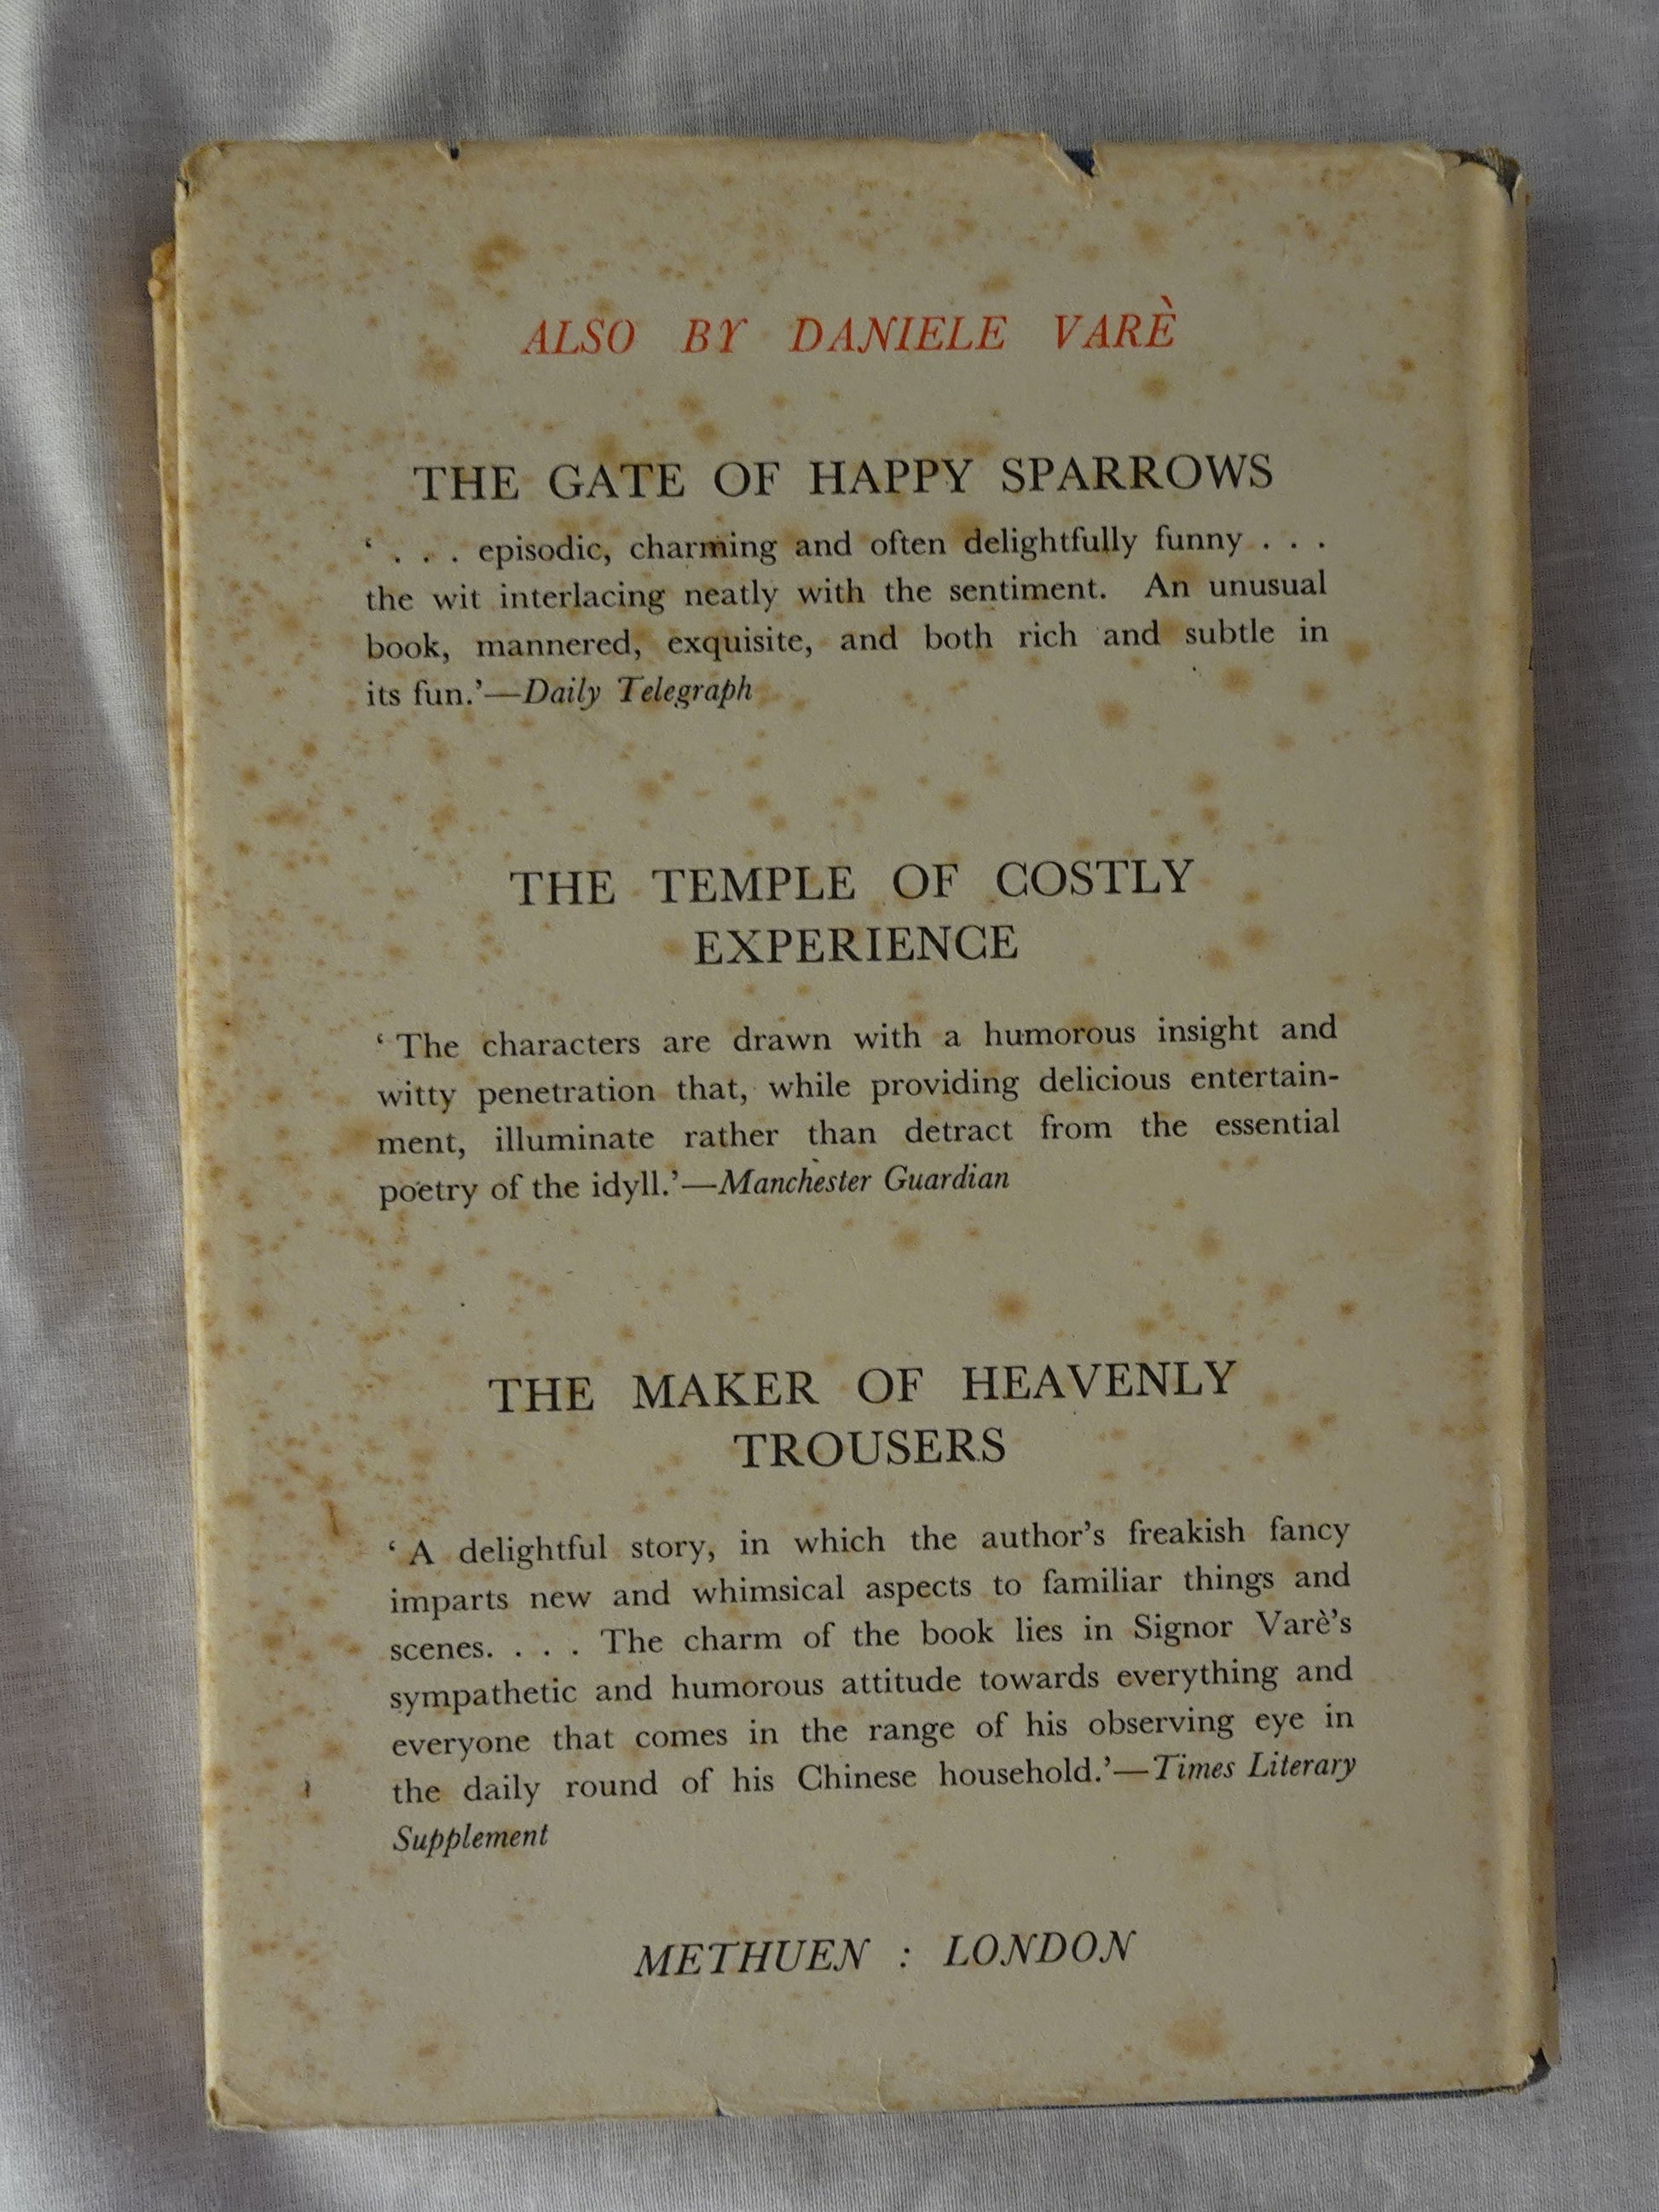 ALSO BY DANIELE VARÈ
THE GATE OF HAPPY SPARROWS
‘. . . episodic, charming and often delightfully funny . . .
the wit interlacing neatly with the sentiment. An unusual
book, mannered, exquisite, and both rich and subtle in
its fun.’—Daily Telegraph
THE TEMPLE OF COSTLY
EXPERIENCE
‘The characters are drawn with a humorous insight and
witty penetration that, while providing delicious entertain-
ment, illuminate rather than detract from the essential
poetry of the idyll.’—Manchester Guardian
THE MAKER OF HEAVENLY
TROUSERS
‘A delightful story, in which the author’s freakish fancy
imparts new and whimsical aspects to familiar things and
scenes. . . . The charm of the book lies in Signor Varè’s
sympathetic and humorous attitude towards everything and
everyone that comes in the range of his observing eye in
the daily round of his Chinese household.’—Times Literary
Supplement
METHUEN : LONDON